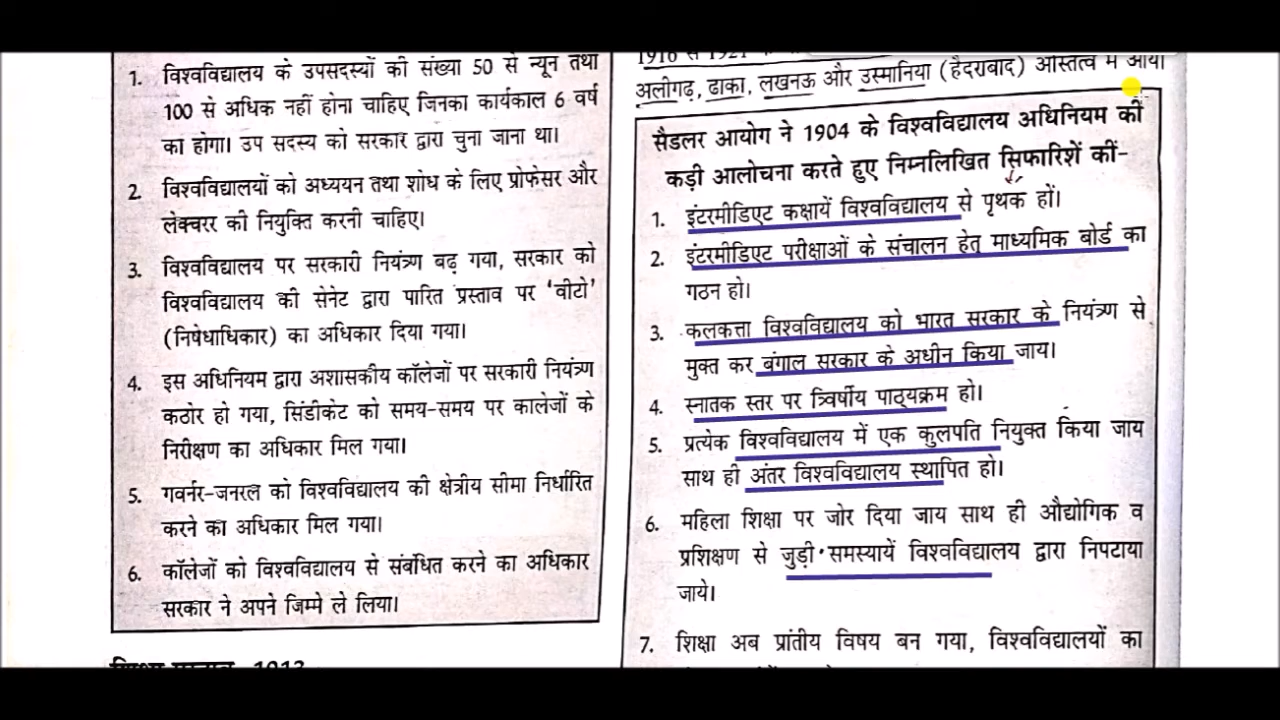 1. विश्वविद्यालय के उपसदस्यों की संख्या 50 से न्यून तथा
100 से अधिक नहीं होना चाहिए जिनका कार्यकाल 6 वर्ष
का होगा। उप सदस्य को सरकार द्वारा चुना जाना था।
2. विश्वविद्यालयों को अध्ययन तथा शोध के लिए प्रोफेसर और
लेक्चरर की नियुक्ति करनी चाहिए।
3. विश्वविद्यालय पर सरकारी नियंत्रण बढ़ गया, सरकार को
विश्वविद्यालय की सेनेट द्वारा पारित प्रस्ताव पर 'वीटो'
(निषेधाधिकार) का अधिकार दिया गया।
4. इस अधिनियम द्वारा अशासकीय कॉलेजों पर सरकारी नियंत्रण
कठोर हो गया, सिंडीकेट को समय-समय पर कालेजों के
निरीक्षण का अधिकार मिल गया।
5. गवर्नर-जनरल को विश्वविद्यालय की क्षेत्रीय सीमा निर्धारित
करने का अधिकार मिल गया।
6. कॉलेजों को विश्वविद्यालय से संबंधित करने का अधिकार
सरकार ने अपने जिम्मे ले लिया।
1913
1916 से 1921
अलीगढ़, ढाका, लखनऊ और उस्मानिया (हैदराबाद) अस्तित्व में आयी
सैडलर आयोग ने 1904 के विश्वविद्यालय अधिनियम की
कड़ी आलोचना करते हुए निम्नलिखित सिफारिशें कीं-
1. इंटरमीडिएट कक्षायें विश्वविद्यालय से पृथक हों।
2. इंटरमीडिएट परीक्षाओं के संचालन हेतु माध्यमिक बोर्ड का
गठन हो।
3. कलकत्ता विश्वविद्यालय को भारत सरकार के नियंत्रण से
मुक्त कर बंगाल सरकार के अधीन किया जाय।
4. स्नातक स्तर पर त्रिवर्षीय पाठ्यक्रम हो।
5. प्रत्येक विश्वविद्यालय में एक कुलपति नियुक्त किया जाय
साथ ही अंतर विश्वविद्यालय स्थापित हो।
6. महिला शिक्षा पर जोर दिया जाय साथ ही औद्योगिक व
प्रशिक्षण से जुड़ी समस्यायें विश्वविद्यालय द्वारा निपटाया
जाये।
7. शिक्षा अब प्रांतीय विषय बन गया, विश्वविद्यालयों का